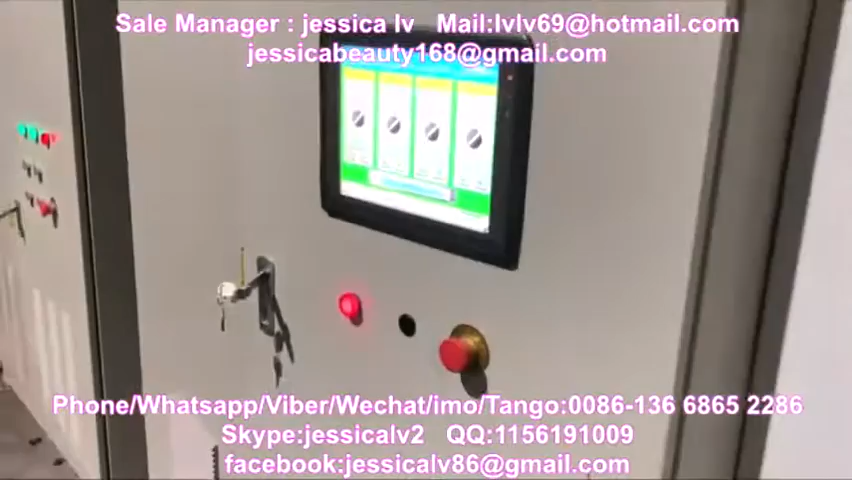 Sale Manager : jessica lv   Mail:lvlv69@hotmail.com
jessicabeauty168@gmail.com
Phone/Whatsapp/Viber/Wechat/imo/Tango:0086-136 6865 2286
Skype:jessicalv2   QQ:1156191009
facebook:jessicalv86@gmail.com